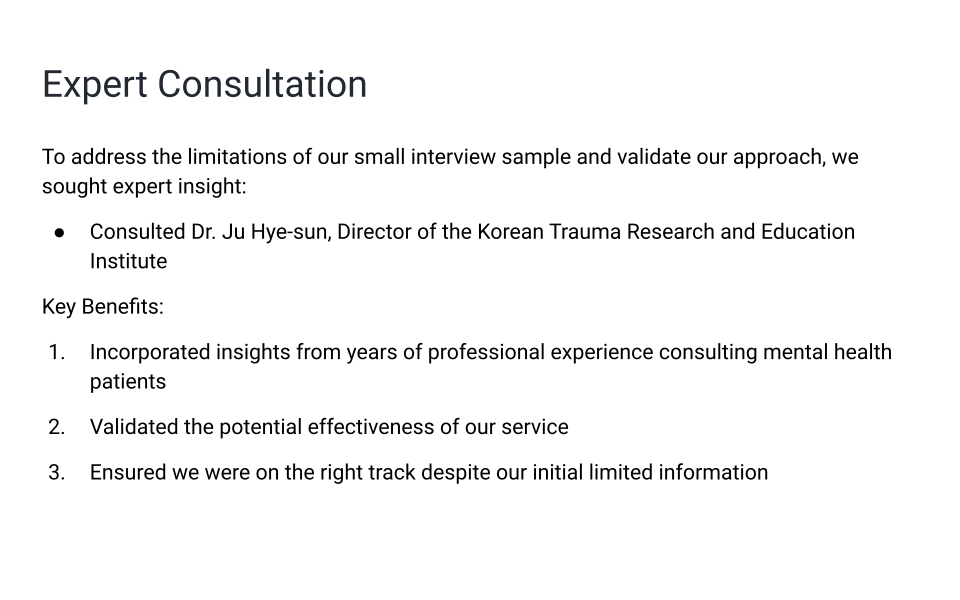 Expert Consultation
To address the limitations of our small interview sample and validate our approach, we
sought expert insight:
● Consulted Dr. Ju Hye-sun, Director of the Korean Trauma Research and Education
Institute
Key Benefits:
1. Incorporated insights from years of professional experience consulting mental health
patients
2. Validated the potential effectiveness of our service
3. Ensured we were on the right track despite our initial limited information